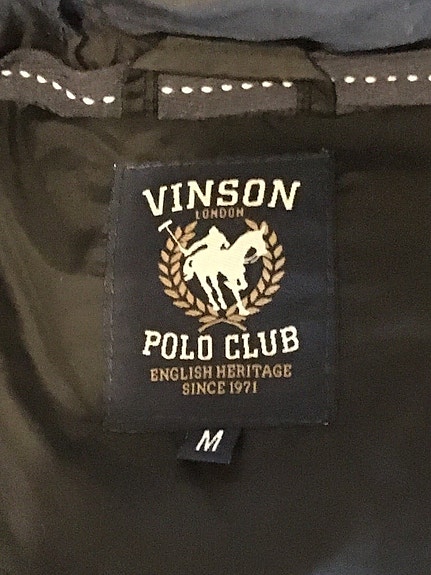 VINSON
LONDON
POLO CLUB
ENGLISH HERITAGE
SINCE 1971
M